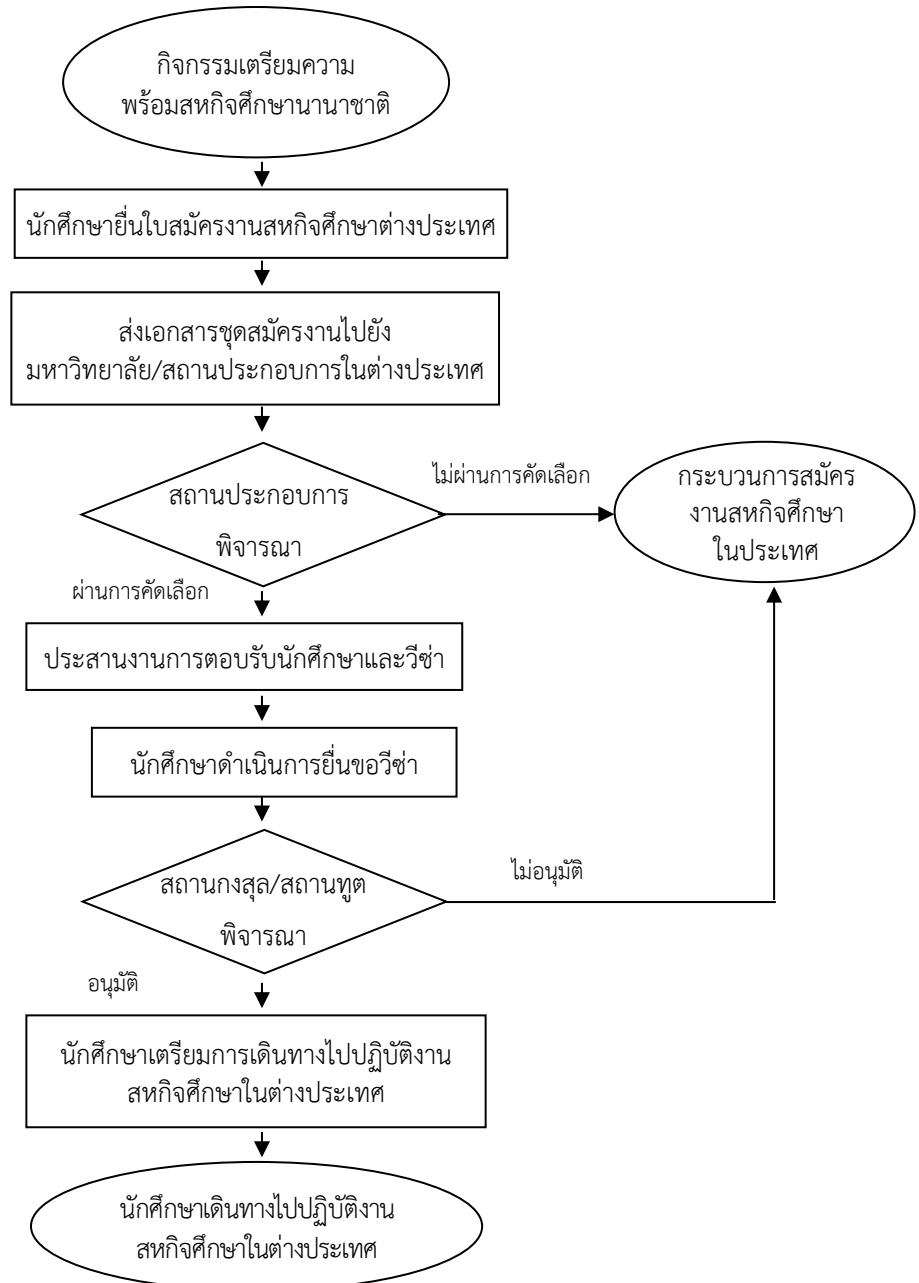 กิจกรรมเตรียมความ
พร้อมสหกิจศึกษานานาชาติ
นักศึกษายื่นใบสมัครงานสหกิจศึกษาต่างประเทศ
ส่งเอกสารชุดสมัครงานไปยัง
มหาวิทยาลัย/สถานประกอบการในต่างประเทศ
สถานประกอบการ
พิจารณา
ไม่ผ่านการคัดเลือก
กระบวนการสมัคร
งานสหกิจศึกษา
ในประเทศ
ผ่านการคัดเลือก
ประสานงานการตอบรับนักศึกษาและวีซ่า
นักศึกษาดำเนินการยื่นขอวีซ่า
สถานกงสุล/สถานทูต
พิจารณา
ไม่อนุมัติ
อนุมัติ
นักศึกษาเตรียมการเดินทางไปปฏิบัติงาน
สหกิจศึกษาในต่างประเทศ
นักศึกษาเดินทางไปปฏิบัติงาน
สหกิจศึกษาในต่างประเทศ